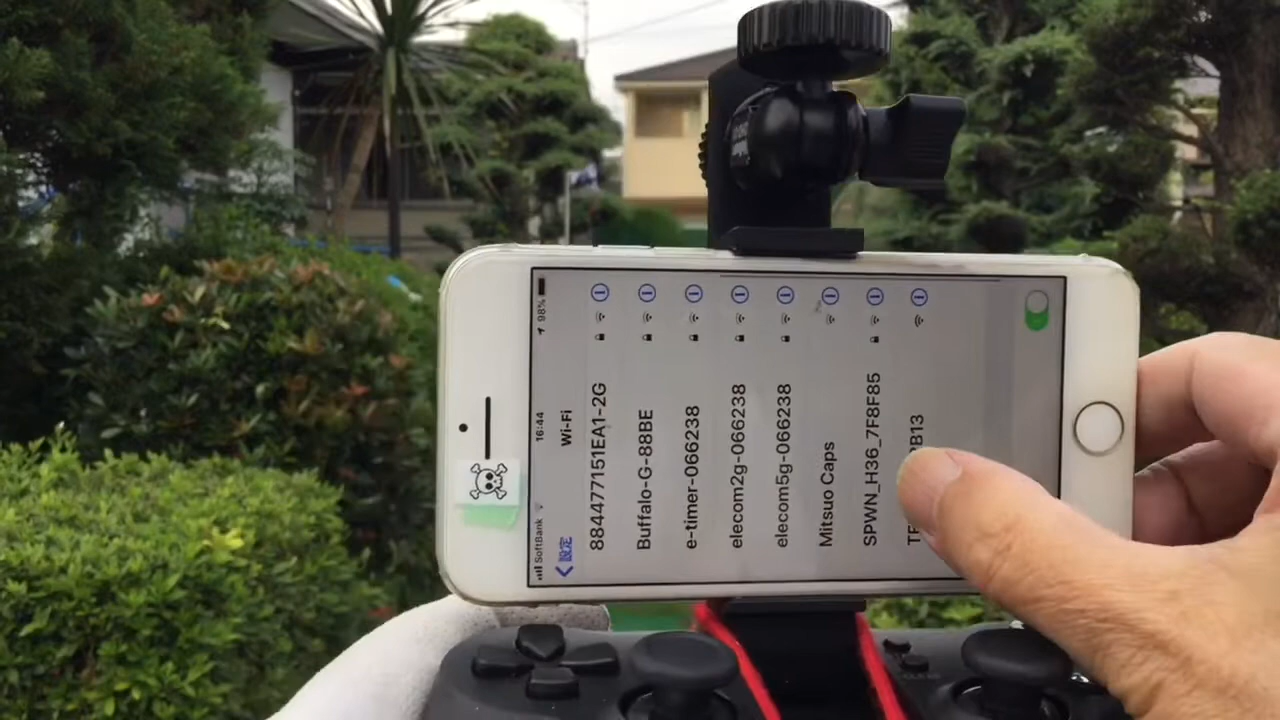 SoftBank 16:44 98%
設定 Wi-Fi
884477151EA1-2G
Buffalo-G-88BE
e-timer-066238
elecom2g-066238
elecom5g-066238
Mitsuo Caps
SPWN_H36_7F8F85